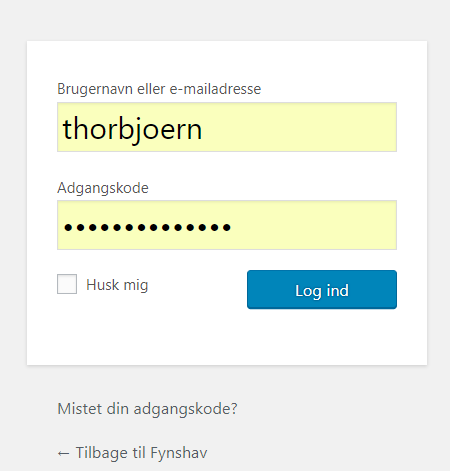 Brugernavn eller e-mailadresse
thorbjoern
Adgangskode
••••••••••••••
Husk mig
Log ind
Mistet din adgangskode?
← Tilbage til Fynshav